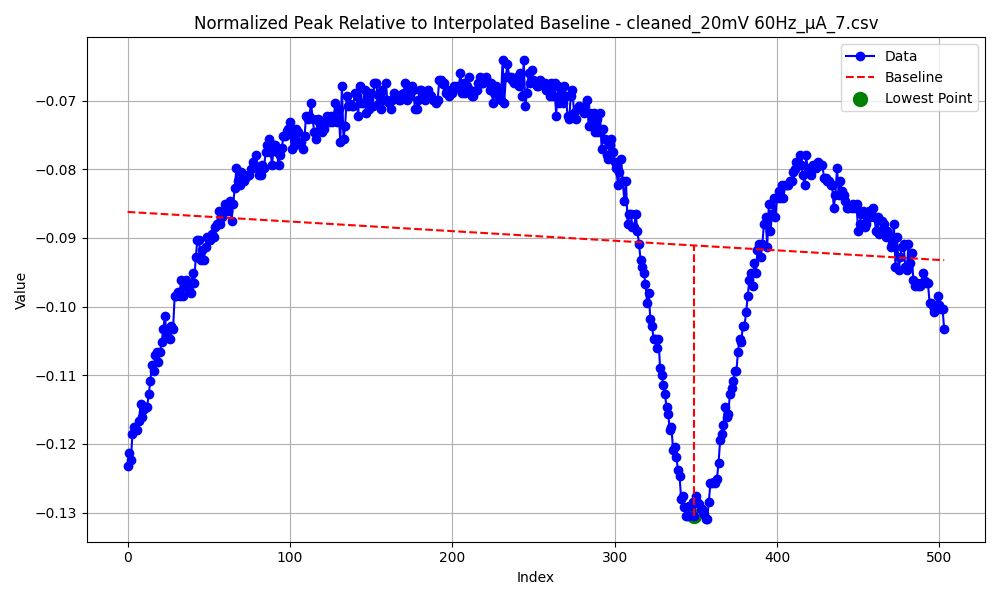 Normalized Peak Relative to Interpolated Baseline - cleaned_20mV 60Hz_μA_7.csv
Data
Baseline
Lowest Point
Value
−0.07
−0.08
−0.09
−0.10
−0.11
−0.12
−0.13
0
100
200
300
400
500
Index